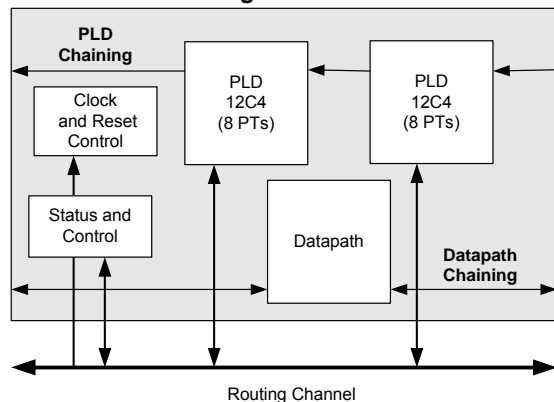 PLD
Chaining
PLD
12C4
(8 PTs)
PLD
12C4
(8 PTs)
Clock
and Reset
Control
Status and
Control
Datapath
Datapath
Chaining
Routing Channel